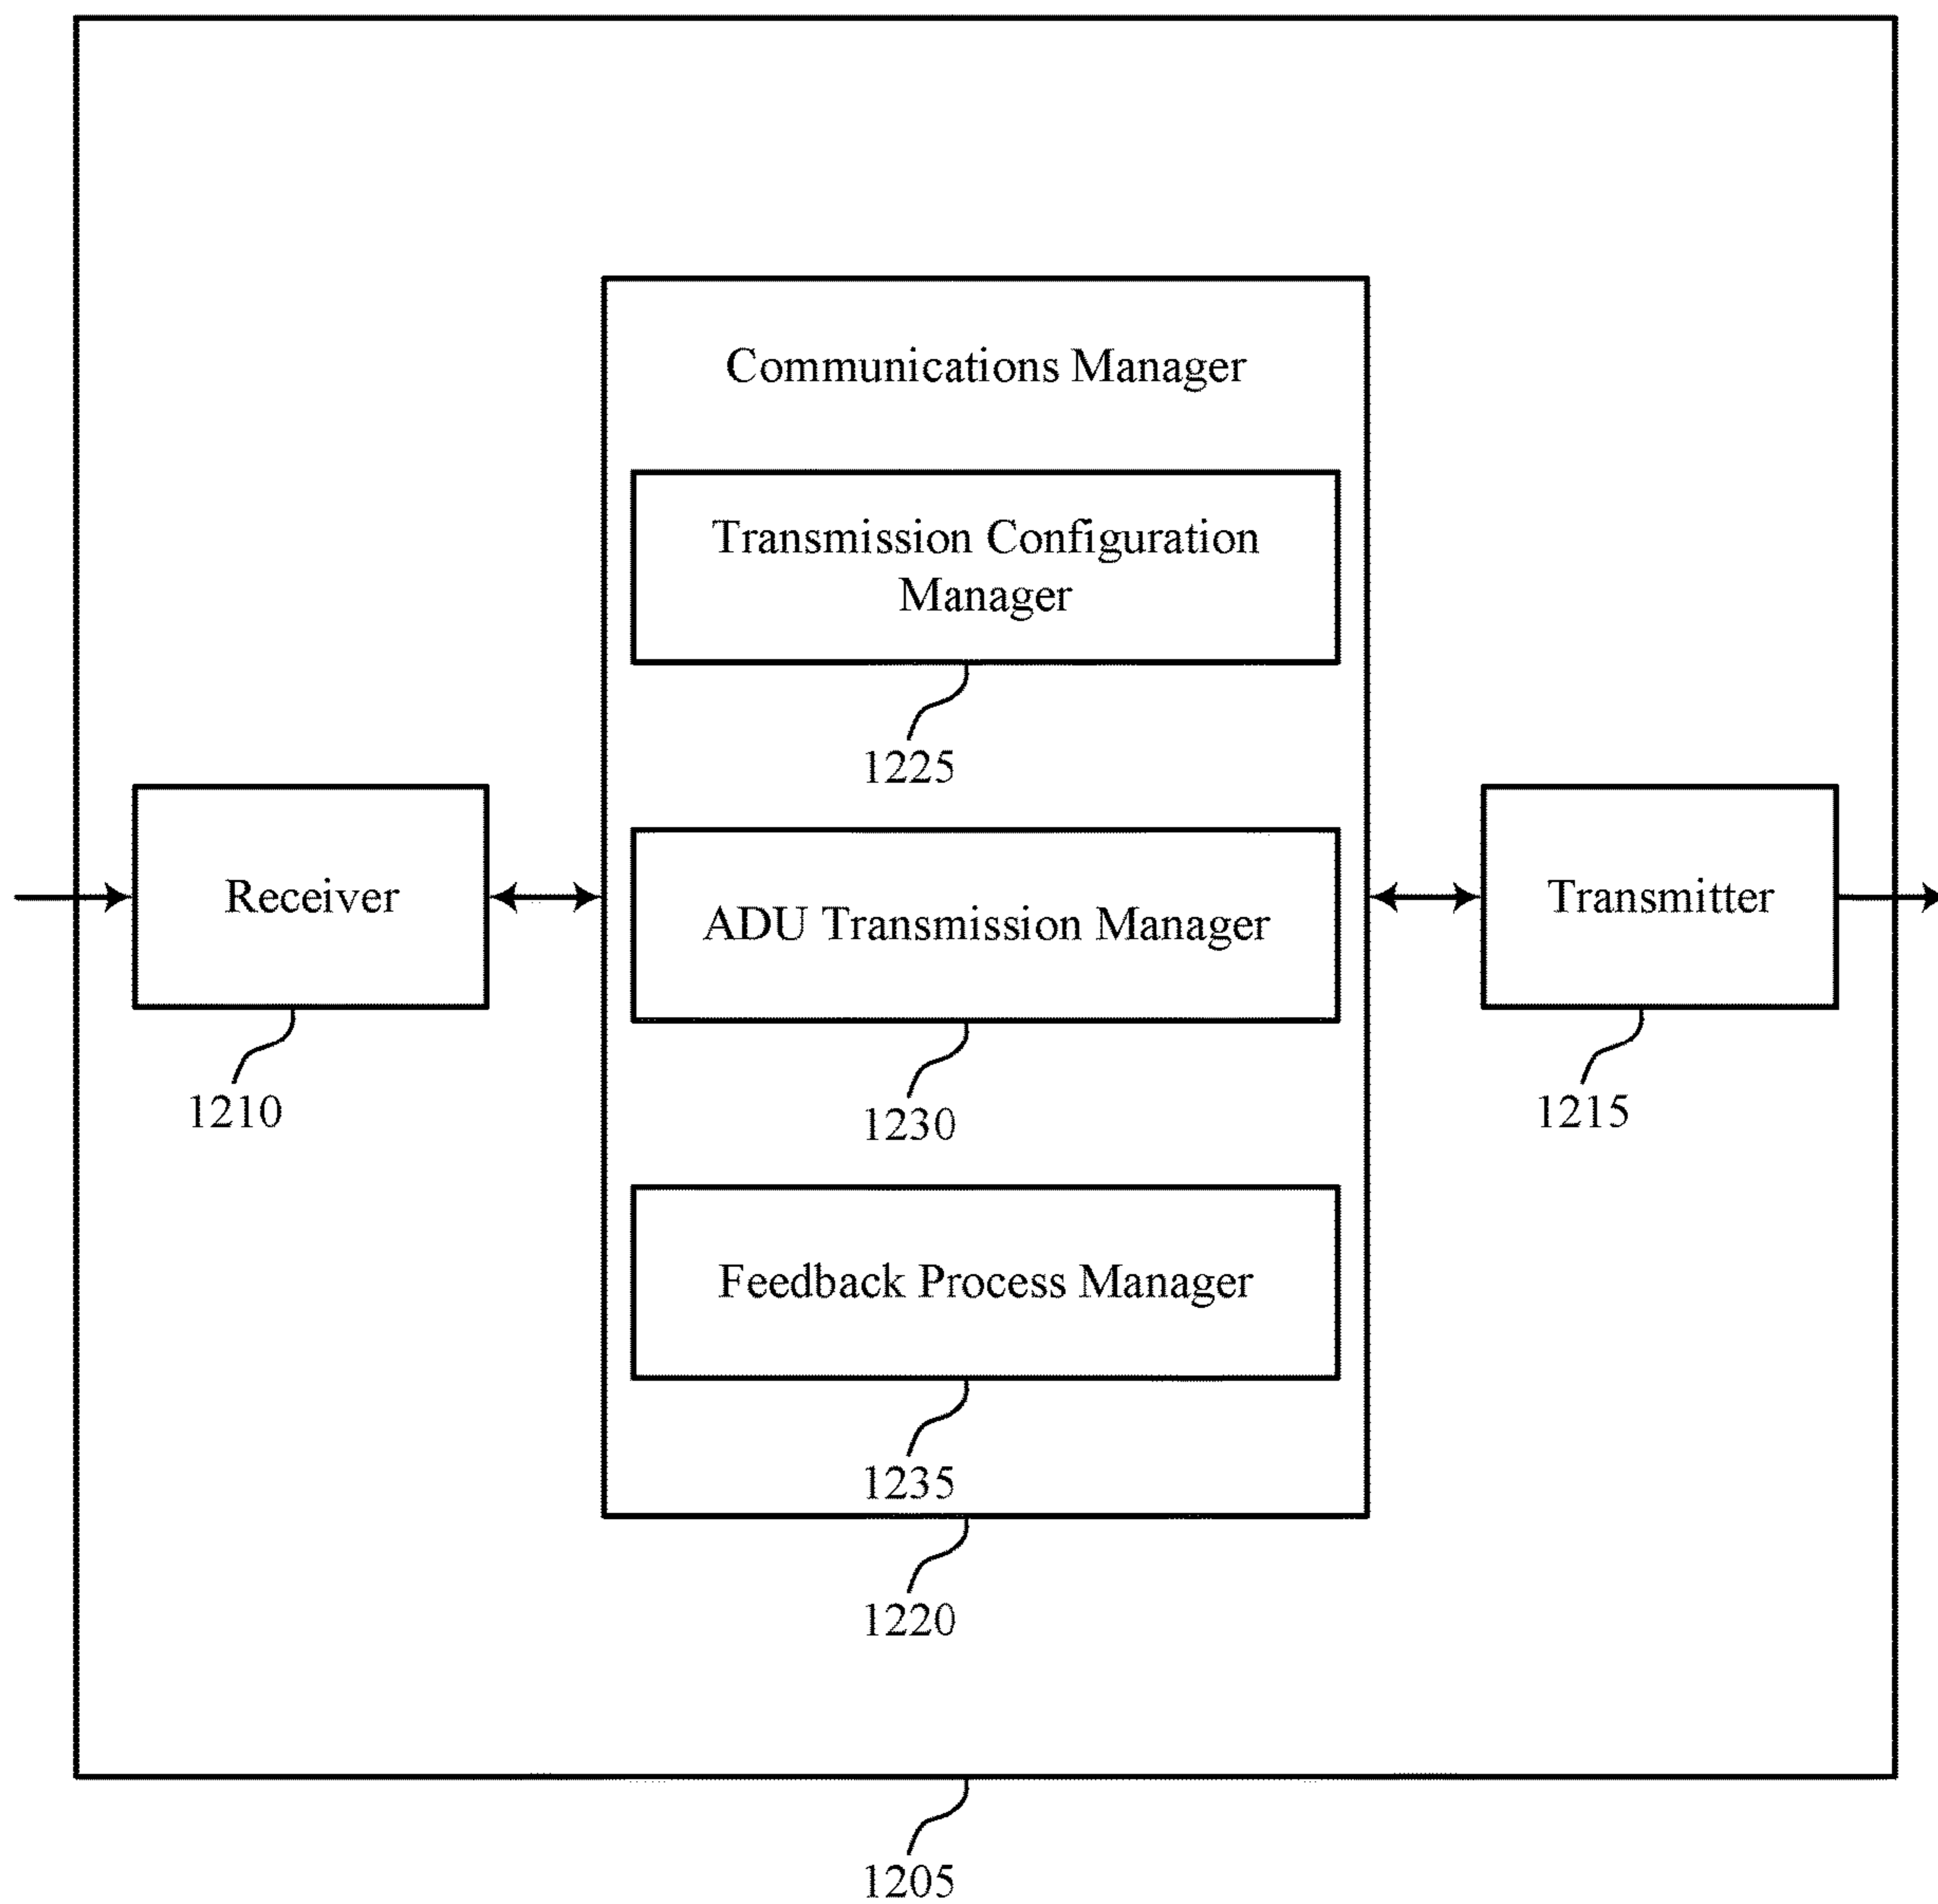 Communications Manager
Transmission Configuration
Manager
1225
Receiver
1210
ADU Transmission Manager
1230
Transmitter
1215
Feedback Process Manager
1235
1220
1205